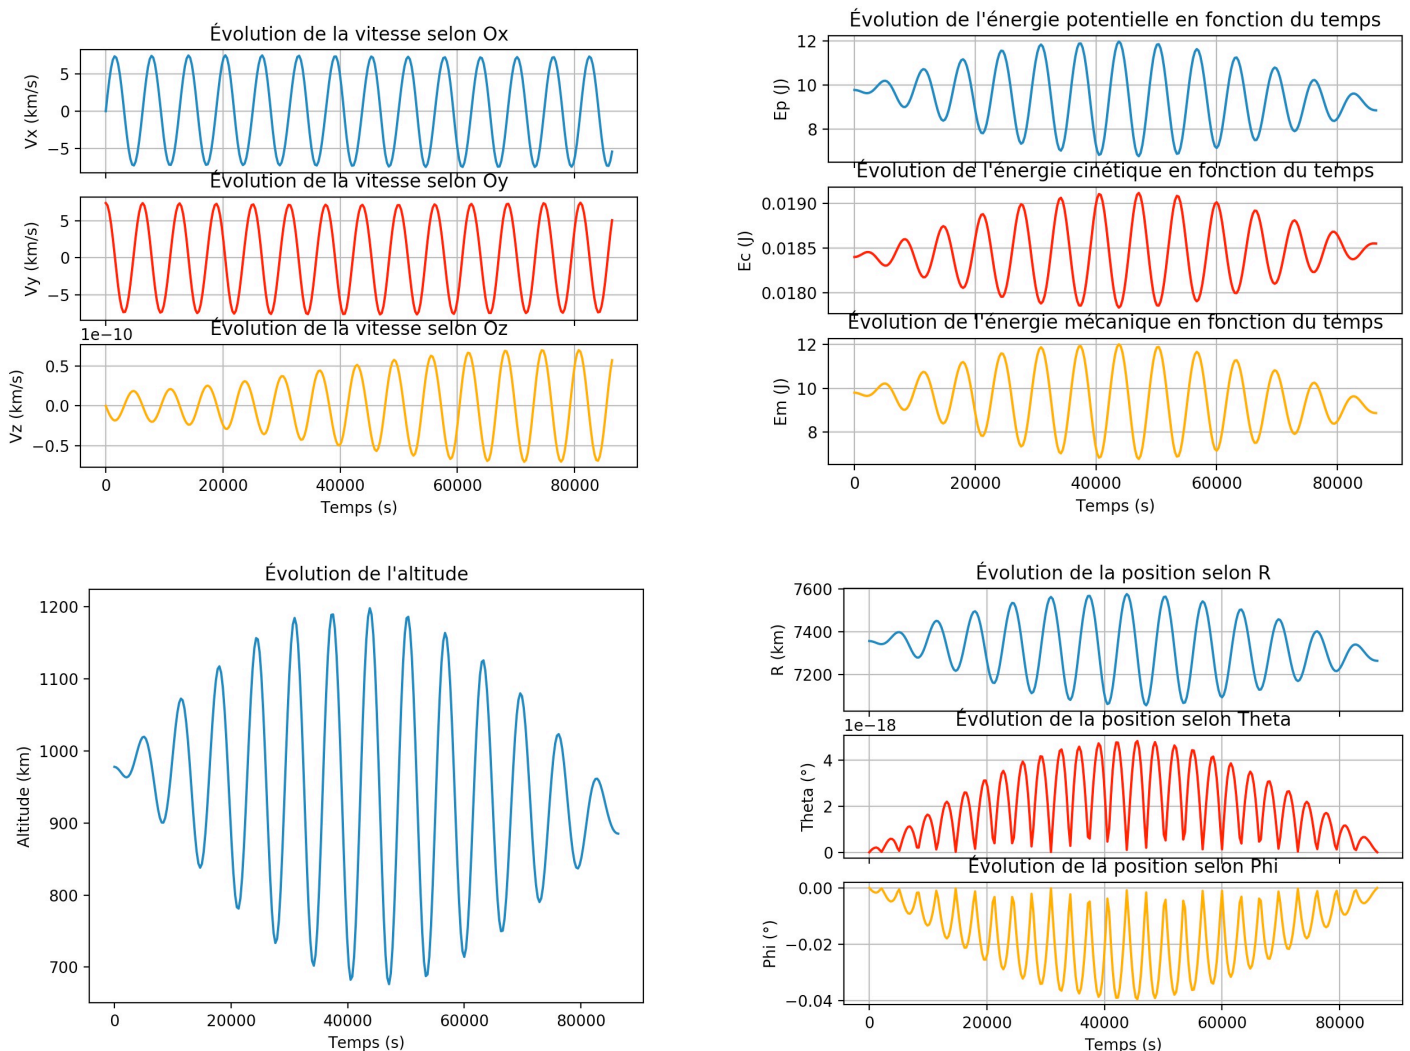 Évolution de la vitesse selon Ox
Vx (km/s)
5
0
−5
Évolution de la vitesse selon Oy
Vy (km/s)
5
0
−5
1e−10
Évolution de la vitesse selon Oz
Vz (km/s)
0.5
0.0
−0.5
0 20000 40000 60000 80000
Temps (s)
Évolution de l'énergie potentielle en fonction du temps
Ep (J)
12
10
8
Évolution de l'énergie cinétique en fonction du temps
Ec (J)
0.0190
0.0185
0.0180
Évolution de l'énergie mécanique en fonction du temps
Em (J)
12
10
8
0 20000 40000 60000 80000
Temps (s)
Évolution de l'altitude
Altitude (km)
1200
1100
1000
900
800
700
0 20000 40000 60000 80000
Temps (s)
Évolution de la position selon R
R (km)
7600
7400
7200
1e−18
Évolution de la position selon Theta
Theta (°)
4
2
0
Évolution de la position selon Phi
Phi (°)
0.00
−0.02
−0.04
0 20000 40000 60000 80000
Temps (s)